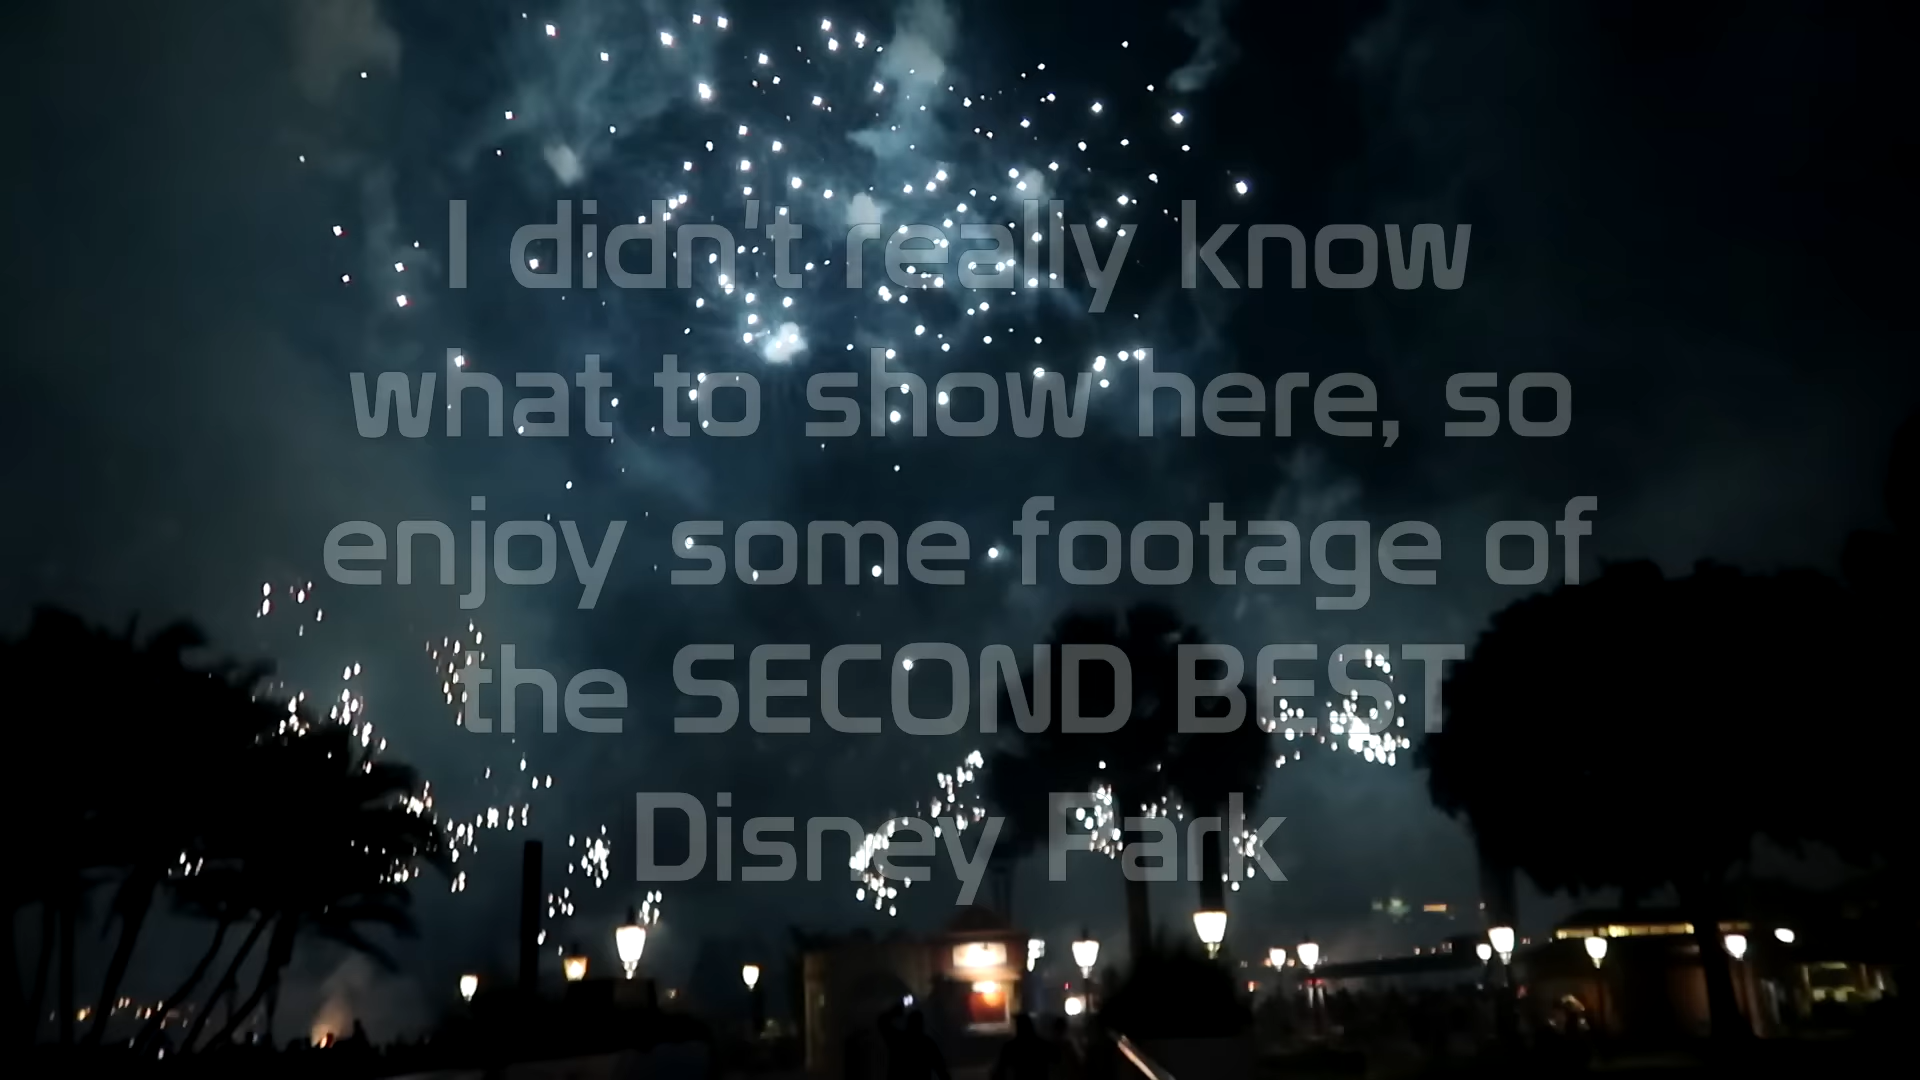 I didn't really know
what to show here, so
enjoy some footage of
the SECOND BEST
Disney Park